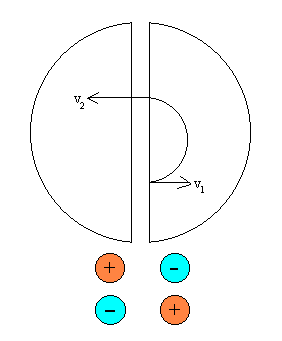 v2
v1
+ -
- +